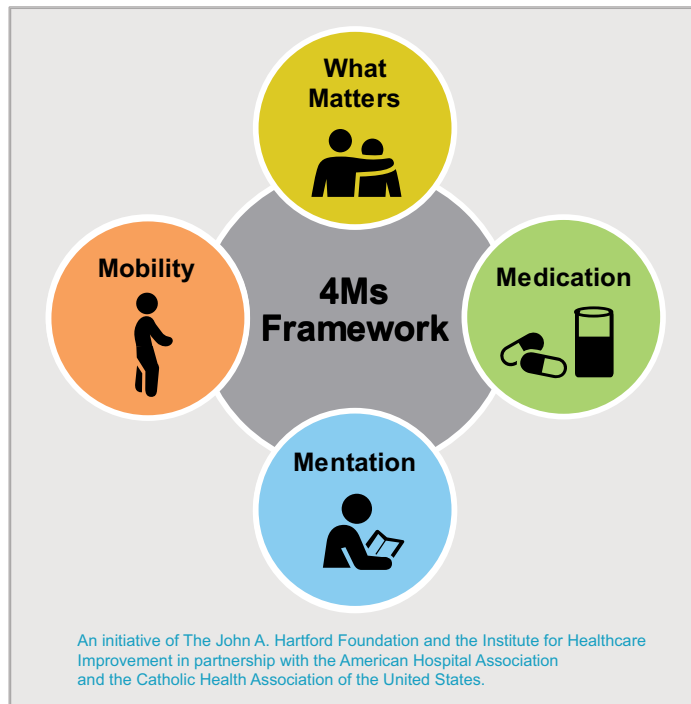 What
Matters
Mobility
4Ms
Framework
Medication
Mentation
An initiative of The John A. Hartford Foundation and the Institute for Healthcare
Improvement in partnership with the American Hospital Association
and the Catholic Health Association of the United States.